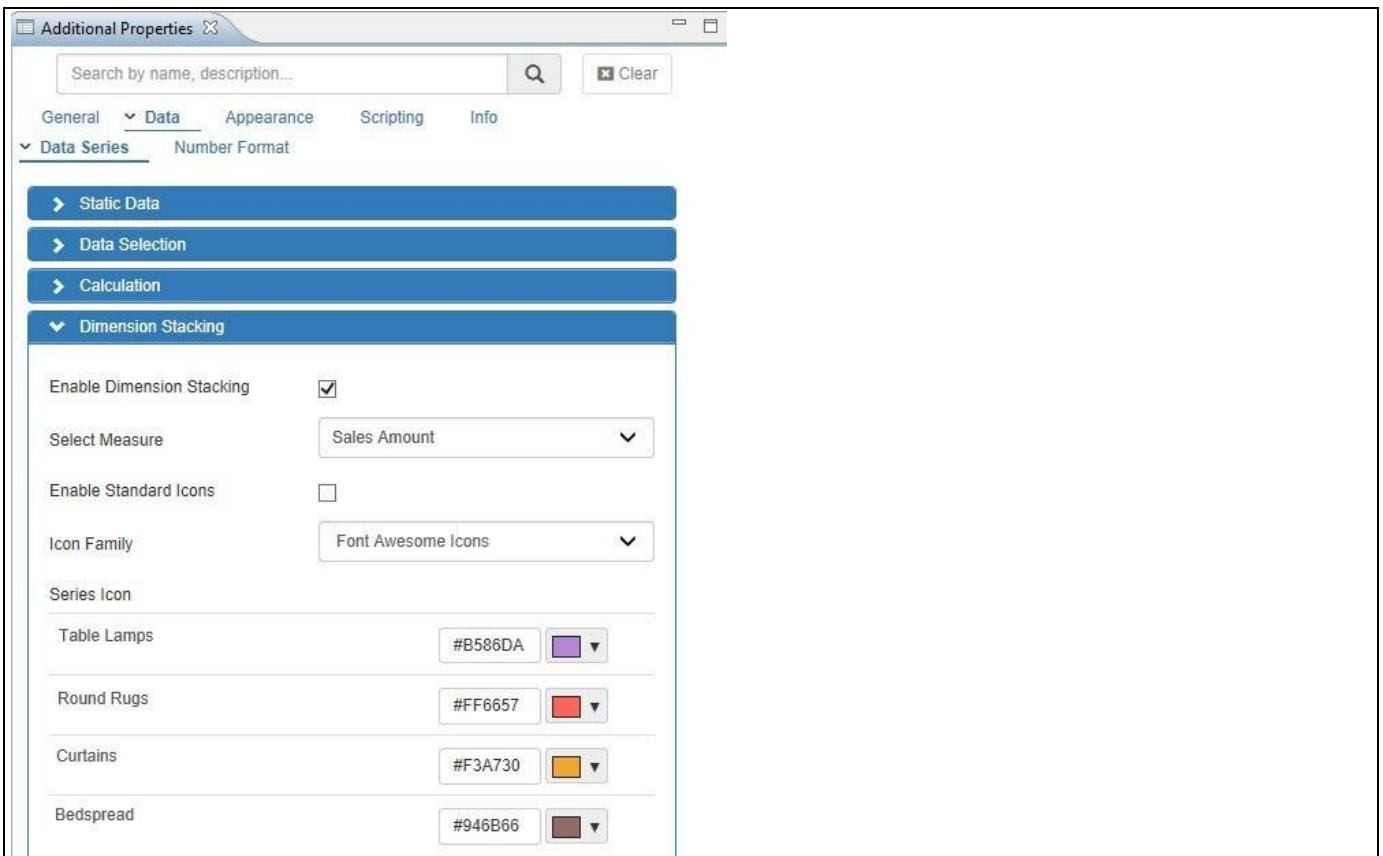 Additional Properties
Search by name, description...
Clear
General Data Appearance Scripting Info
Data Series Number Format
Static Data
Data Selection
Calculation
Dimension Stacking
Enable Dimension Stacking
Select Measure Sales Amount
Enable Standard Icons
Icon Family Font Awesome Icons
Series Icon
Table Lamps #B586DA
Round Rugs #FF6657
Curtains #F3A730
Bedspread #946B66